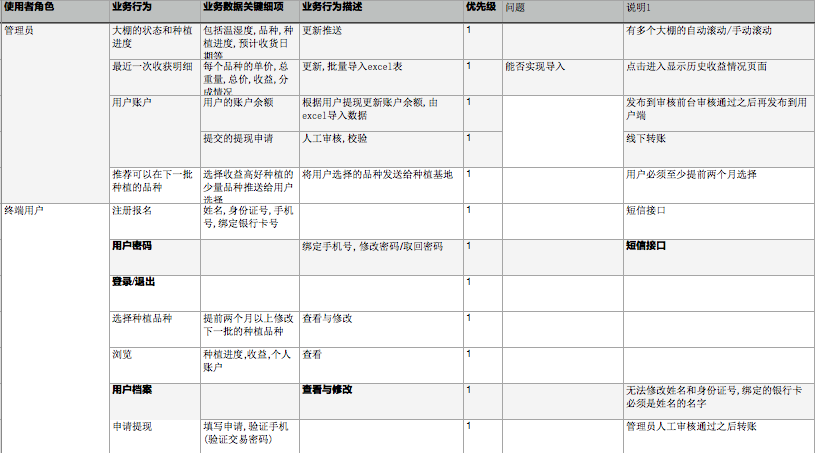 使用者角色 业务行为 业务数据关键细项 业务行为描述 优先级 问题 说明1
管理员 大棚的状态和种植 包括温湿度,品种,种 更新推送 1 有多个大棚的自动滚动/手动滚动
进度 植进度,预计收货日
期等
最近一次收获明细 每个品种的单价,总 更新,批量导入excel表 1 能否实现导入 点击进入显示历史收益情况页面
重量,总价,收益,分
成情况
用户账户 用户的账户余额 根据用户提现更新账户余额,由 1 发布到审核前台审核通过之后再发布到用
excel导入数据 户端
提交的提现申请 人工审核,校验 1 线下转账
推荐可以在下一批 选择收益高好种植的 将用户选择的品种发送给种植基地 1 用户必须至少提前两个月选择
种植的品种 少量品种推送给用户
选择
终端用户 注册报名 姓名,身份证号,手机 1 短信接口
号,绑定银行卡号
用户密码 绑定手机号,修改密码/取回密码 1 短信接口
登录/退出 1
选择种植品种 提前两个月以上修改 查看与修改 1
下一批的种植品种
浏览 种植进度,收益,个人 查看 1
账户
用户档案 查看与修改 1 无法修改姓名和身份证号,绑定的银行卡
必须是姓名的名字
申请提现 填写申请,验证手机 1 管理员人工审核通过之后转账
(验证交易密码)